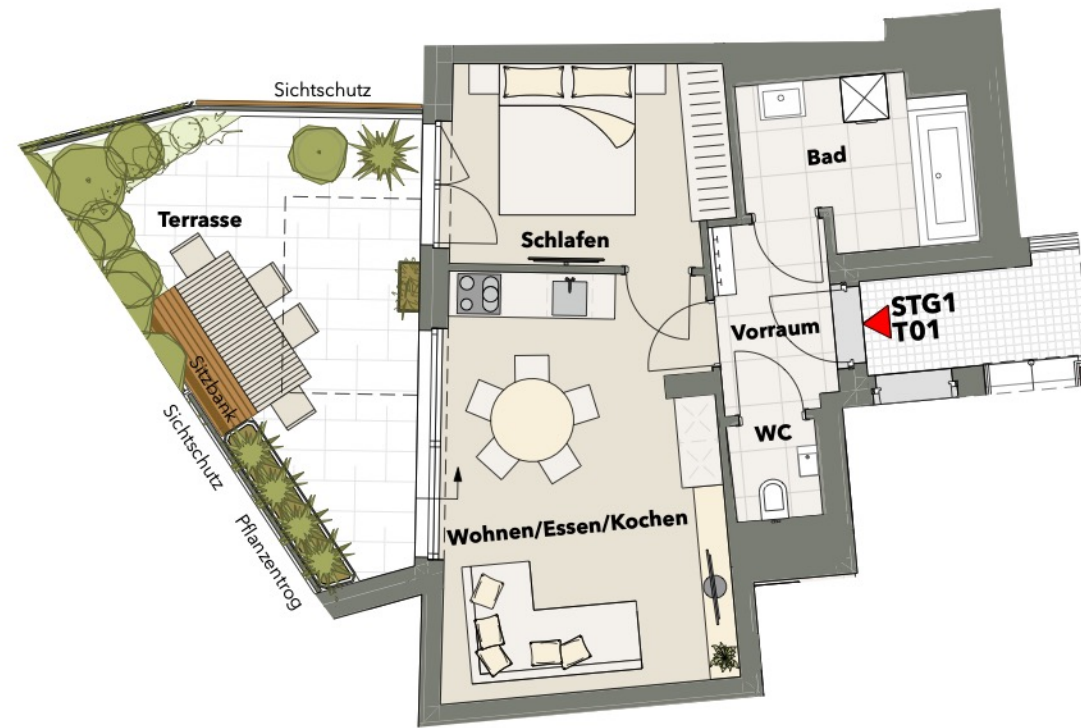 Sichtschutz
Bad
Terrasse
Schlafen
STG1
T01
Vorraum
Sitzbank
Sichtschutz
WC
Wohnen/Essen/Kochen
Pflanzentrog